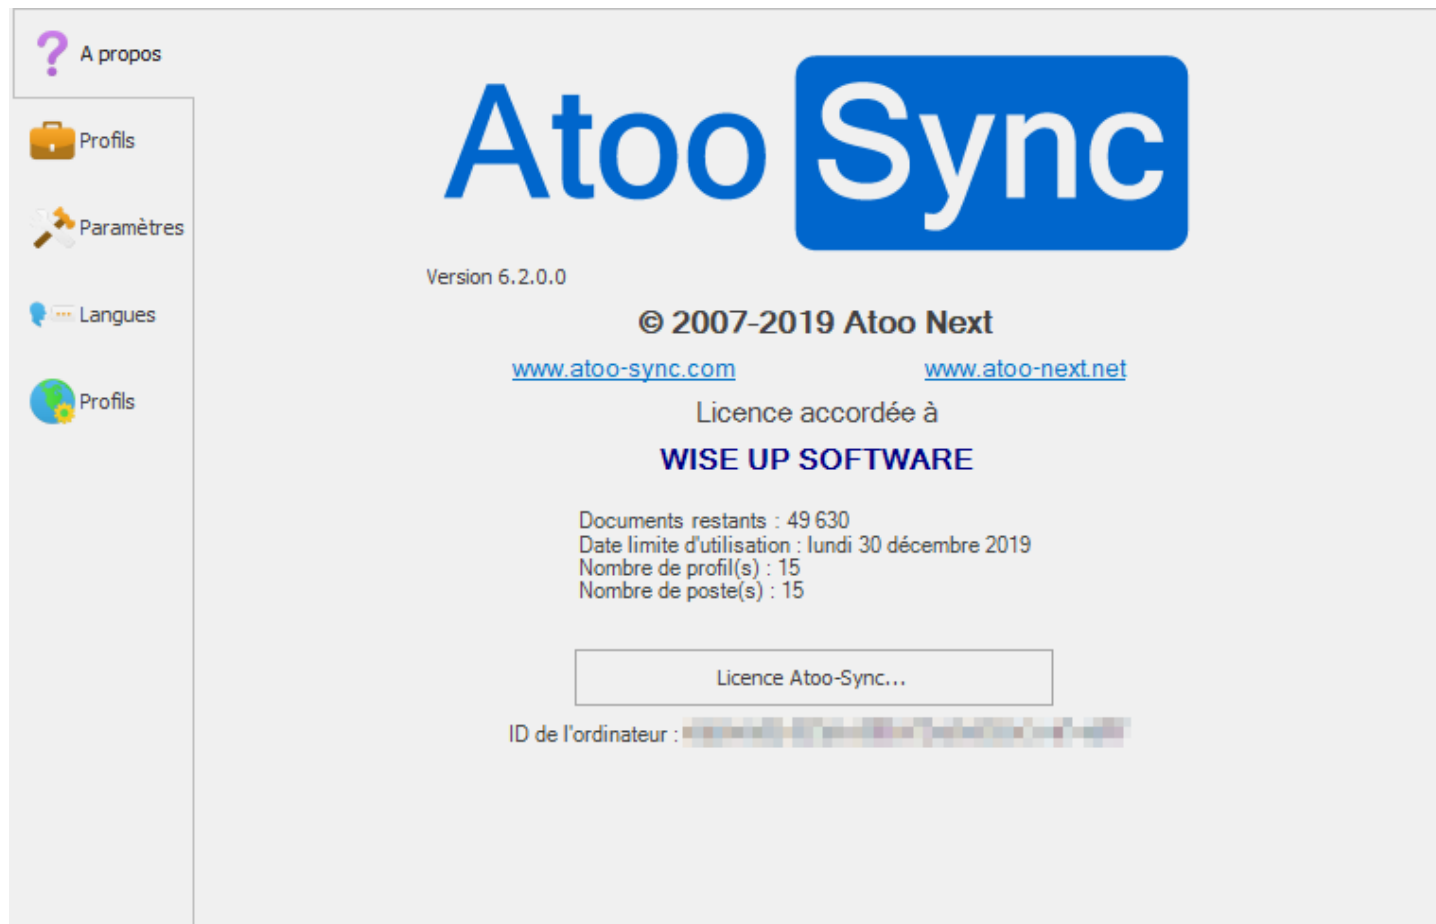 A propos
Profils
Paramètres
Langues
Profils
Atoo Sync
Version 6.2.0.0
© 2007-2019 Atoo Next
www.atoo-sync.com www.atoo-next.net
Licence accordée à
WISE UP SOFTWARE
Documents restants : 49 630
Date limite d'utilisation : lundi 30 décembre 2019
Nombre de profil(s) : 15
Nombre de poste(s) : 15
Licence Atoo-Sync...
ID de l'ordinateur :